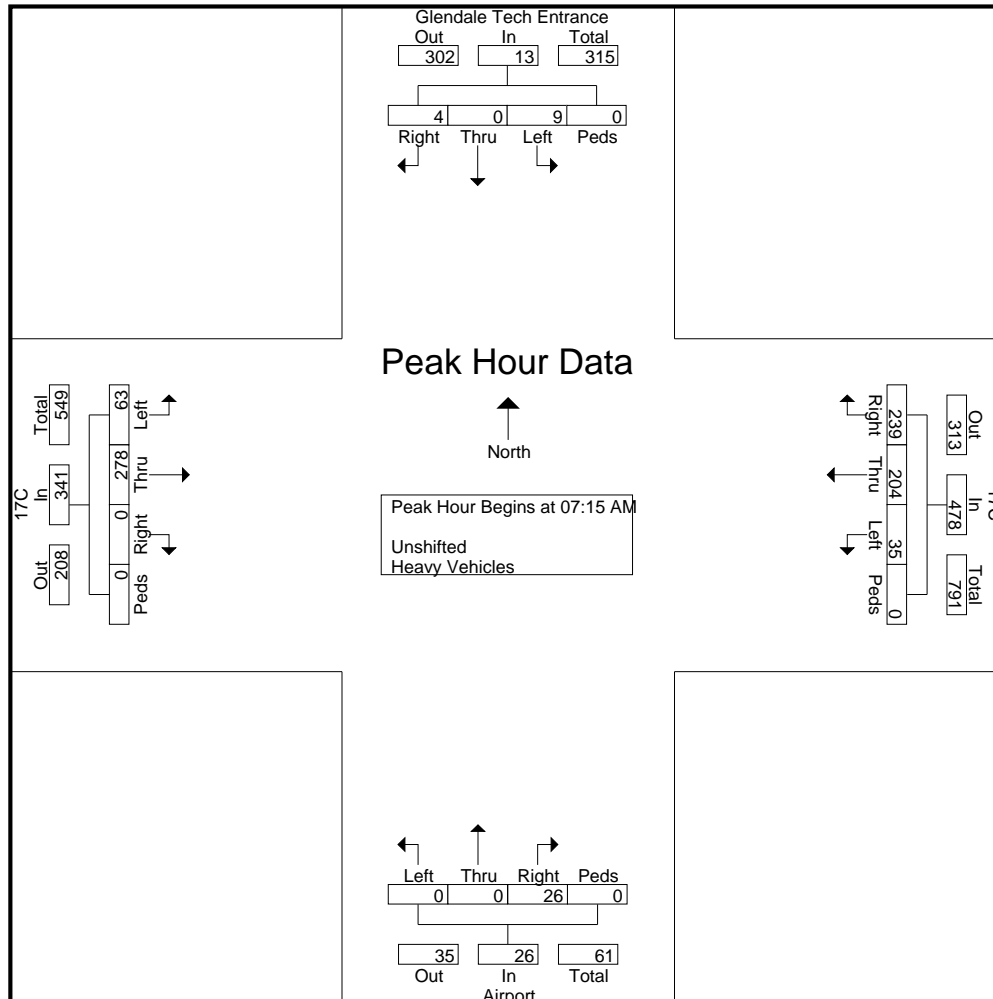 Glendale Tech Entrance
Out In Total
302 13 315
4 0 9 0
Right Thru Left Peds
Peak Hour Data
North
Peak Hour Begins at 07:15 AM
Unshifted
Heavy Vehicles
17C
Total In Out
549 341 208
63 278 0 0
Left Thru Right Peds
Out In Total
313 478 791
239 204 35 0
Right Thru Left Peds
Left Thru Right Peds
0 0 26 0
35 26 61
Out In Total
Airport